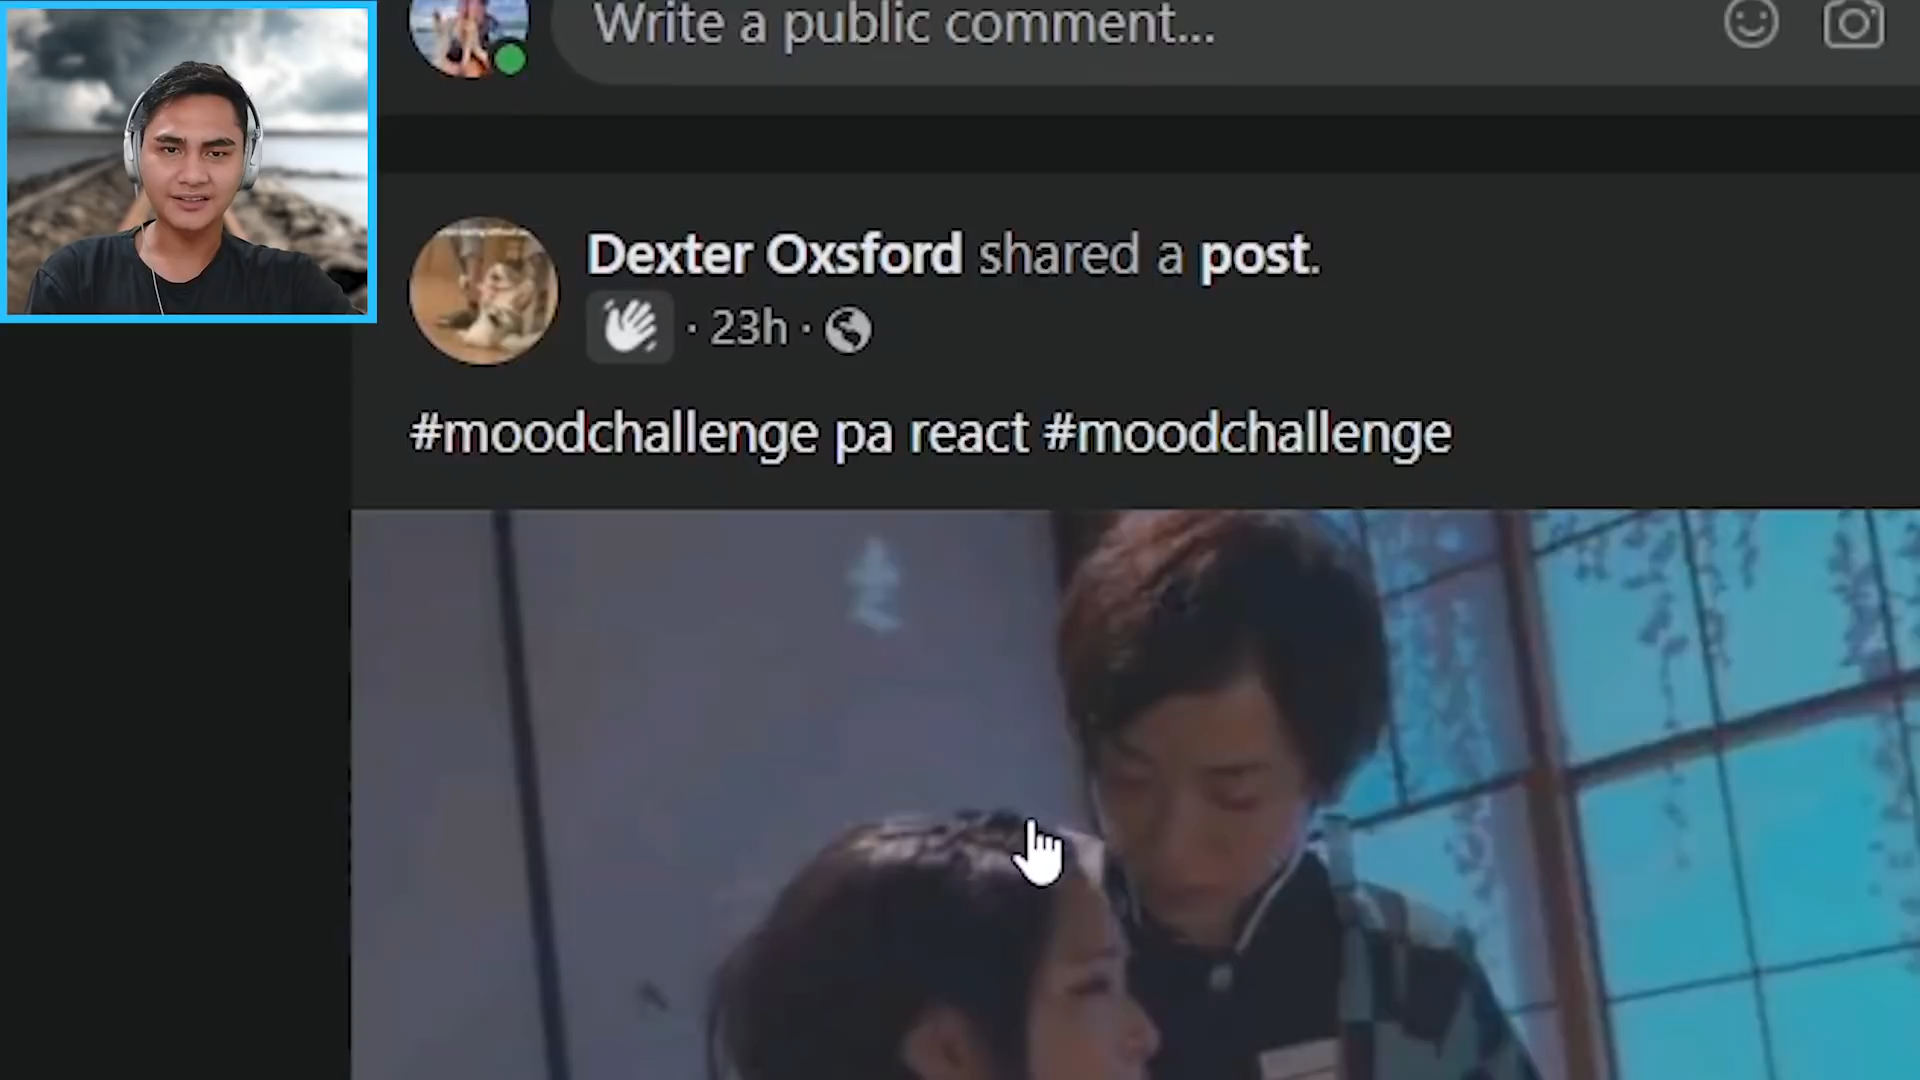 Write a public comment...
Dexter Oxsford shared a post.
· 23h ·
#moodchallenge pa react #moodchallenge